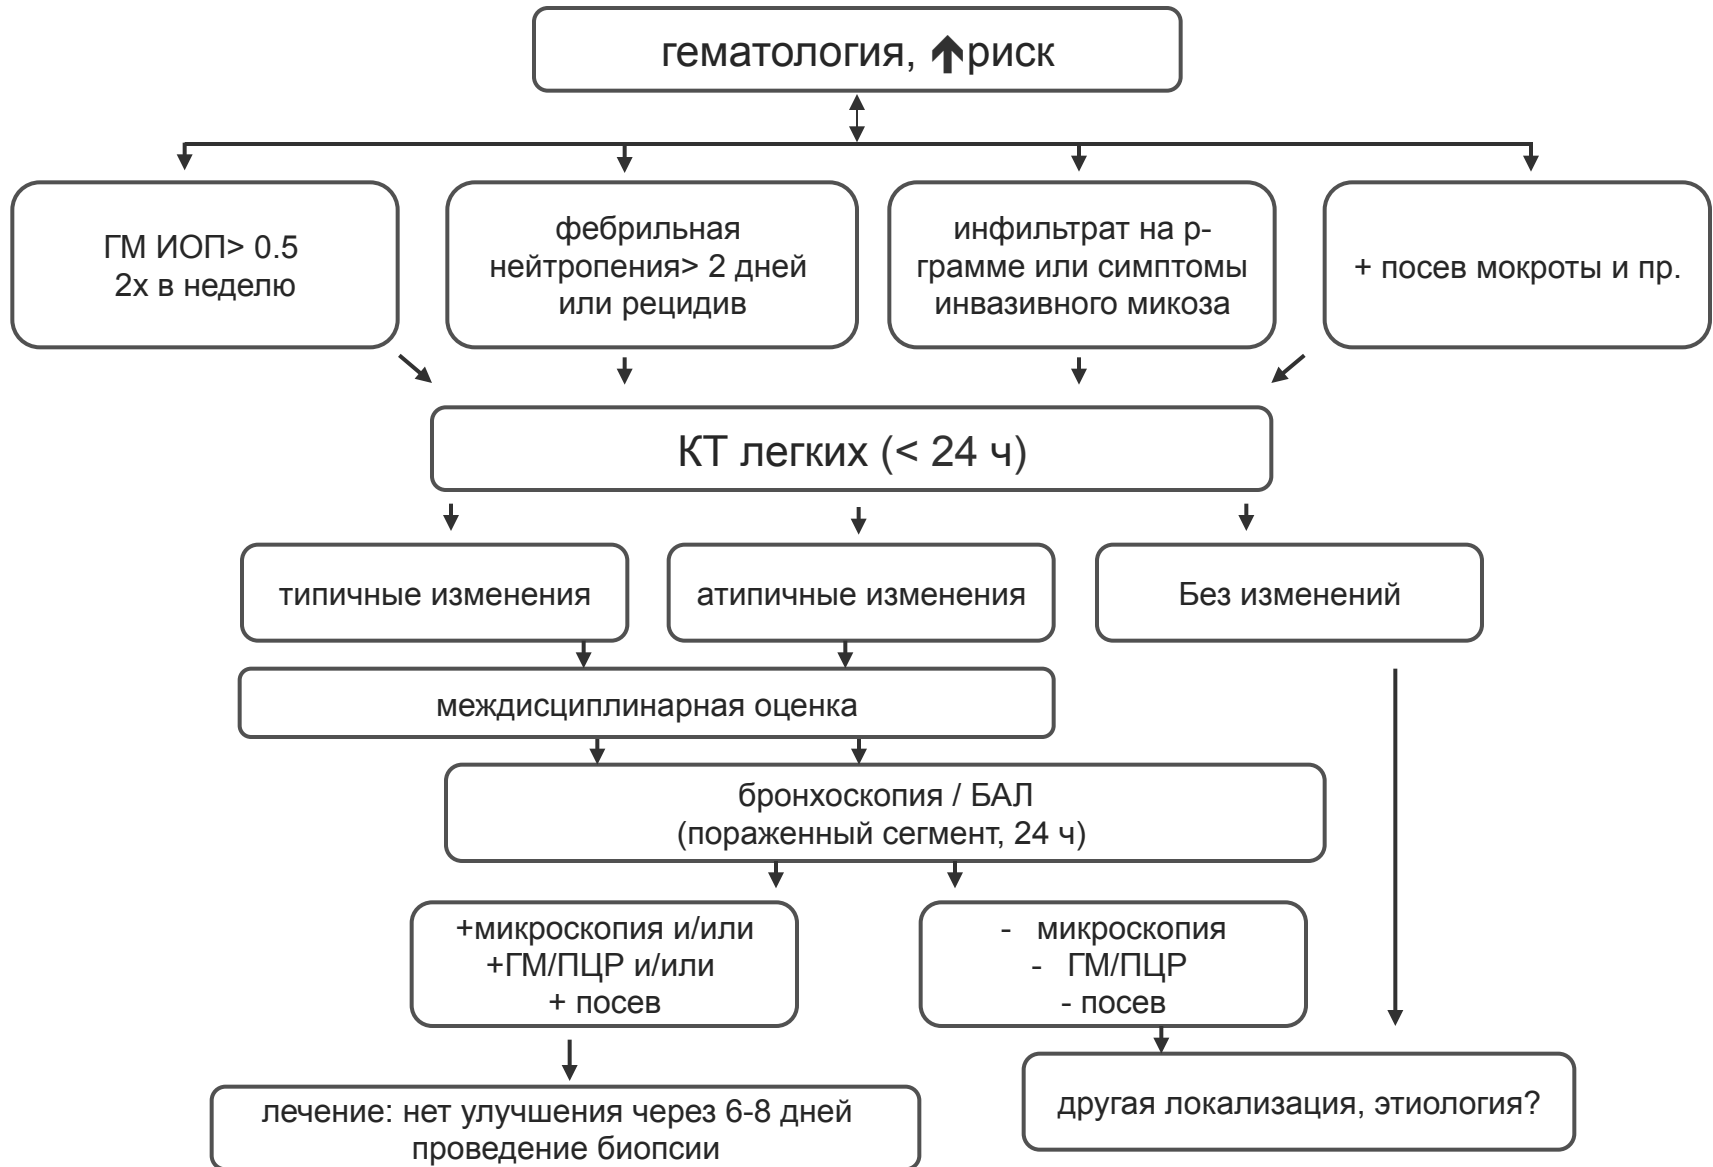 гематология, ↑риск
ГМ ИОП> 0.5
2х в неделю
фебрильная
нейтропения> 2 дней
или рецидив
инфильтрат на р-
грамме или симптомы
инвазивного микоза
+ посев мокроты и пр.
КТ легких (< 24 ч)
типичные изменения
атипичные изменения
Без изменений
междисциплинарная оценка
бронхоскопия / БАЛ
(пораженный сегмент, 24 ч)
+микроскопия и/или
+ГМ/ПЦР и/или
+ посев
- микроскопия
- ГМ/ПЦР
- посев
лечение: нет улучшения через 6-8 дней
проведение биопсии
другая локализация, этиология?